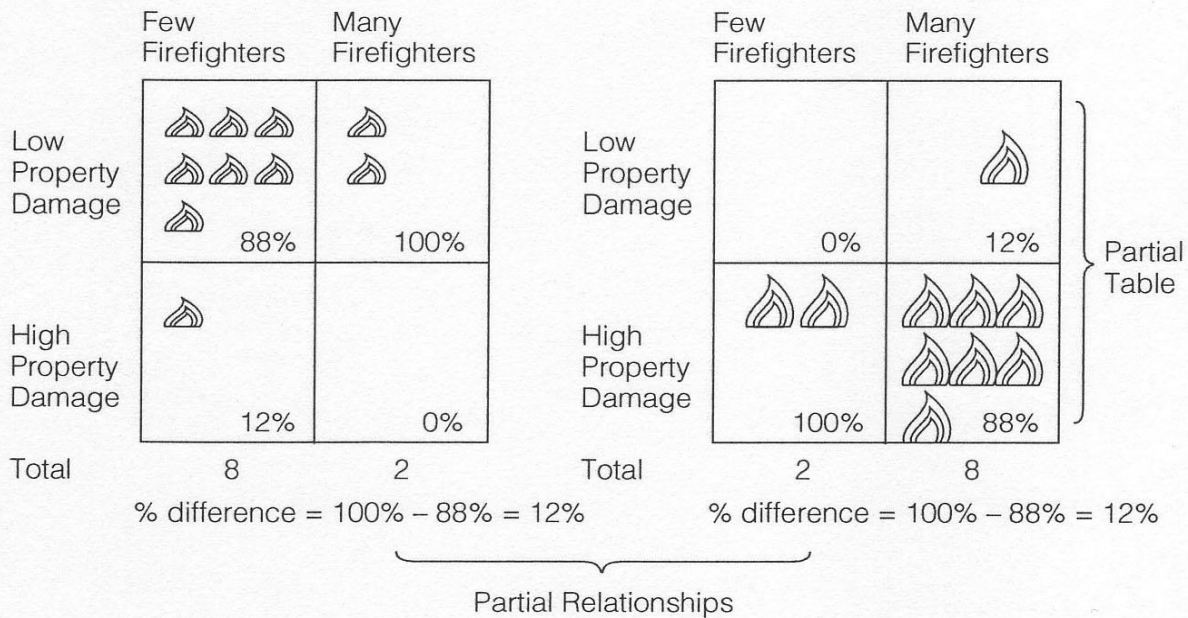 Few
Firefighters
Many
Firefighters
Low
Property
Damage
88%
100%
High
Property
Damage
12%
0%
Total
8
2
% difference = 100% – 88% = 12%
Few
Firefighters
Many
Firefighters
Low
Property
Damage
0%
12%
High
Property
Damage
100%
88%
Total
2
8
% difference = 100% – 88% = 12%
Partial
Table
Partial Relationships